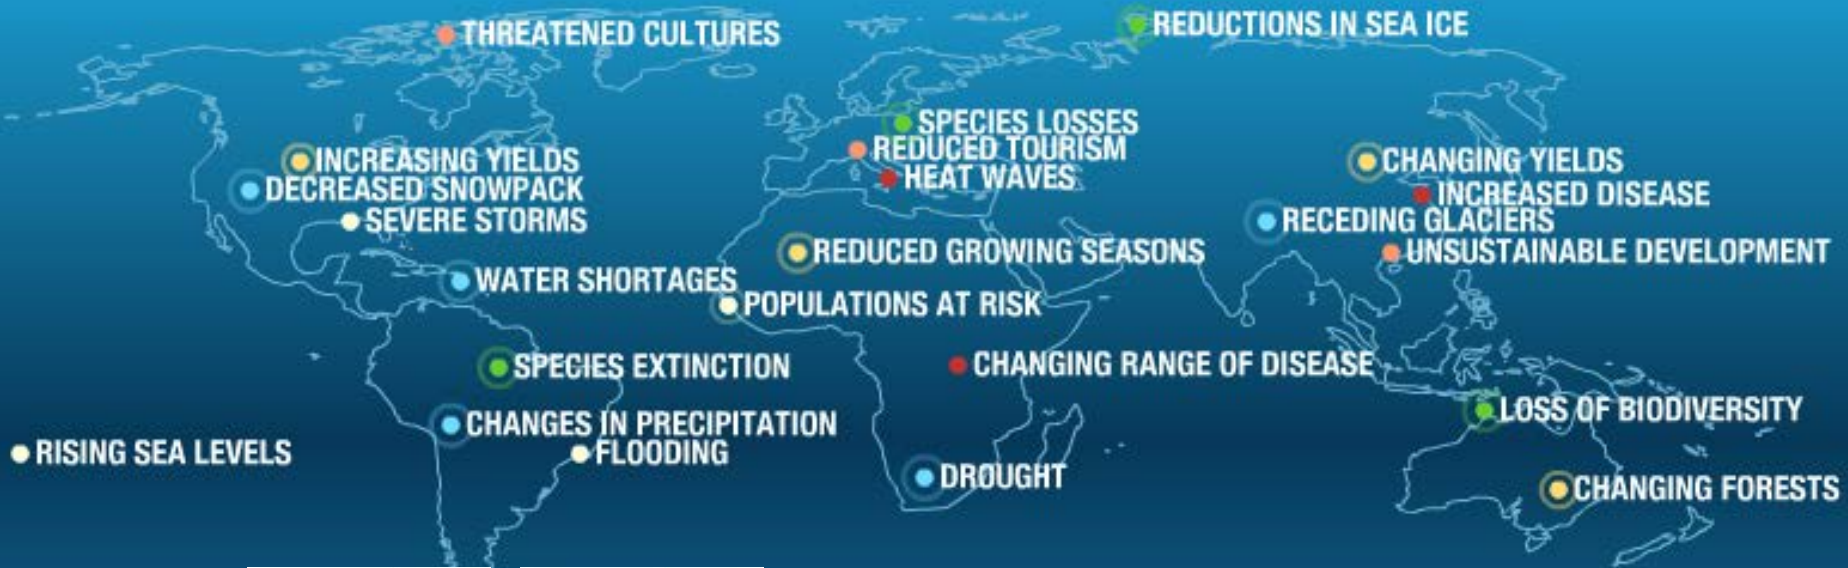 THREATENED CULTURES
REDUCTIONS IN SEA ICE
SPECIES LOSSES
REDUCED TOURISM
HEAT WAVES
INCREASING YIELDS
DECREASED SNOWPACK
SEVERE STORMS
CHANGING YIELDS
INCREASED DISEASE
RECEDING GLACIERS
UNSUSTAINABLE DEVELOPMENT
REDUCED GROWING SEASONS
WATER SHORTAGES
POPULATIONS AT RISK
SPECIES EXTINCTION
CHANGING RANGE OF DISEASE
CHANGES IN PRECIPITATION
LOSS OF BIODIVERSITY
RISING SEA LEVELS
FLOODING
DROUGHT
CHANGING FORESTS